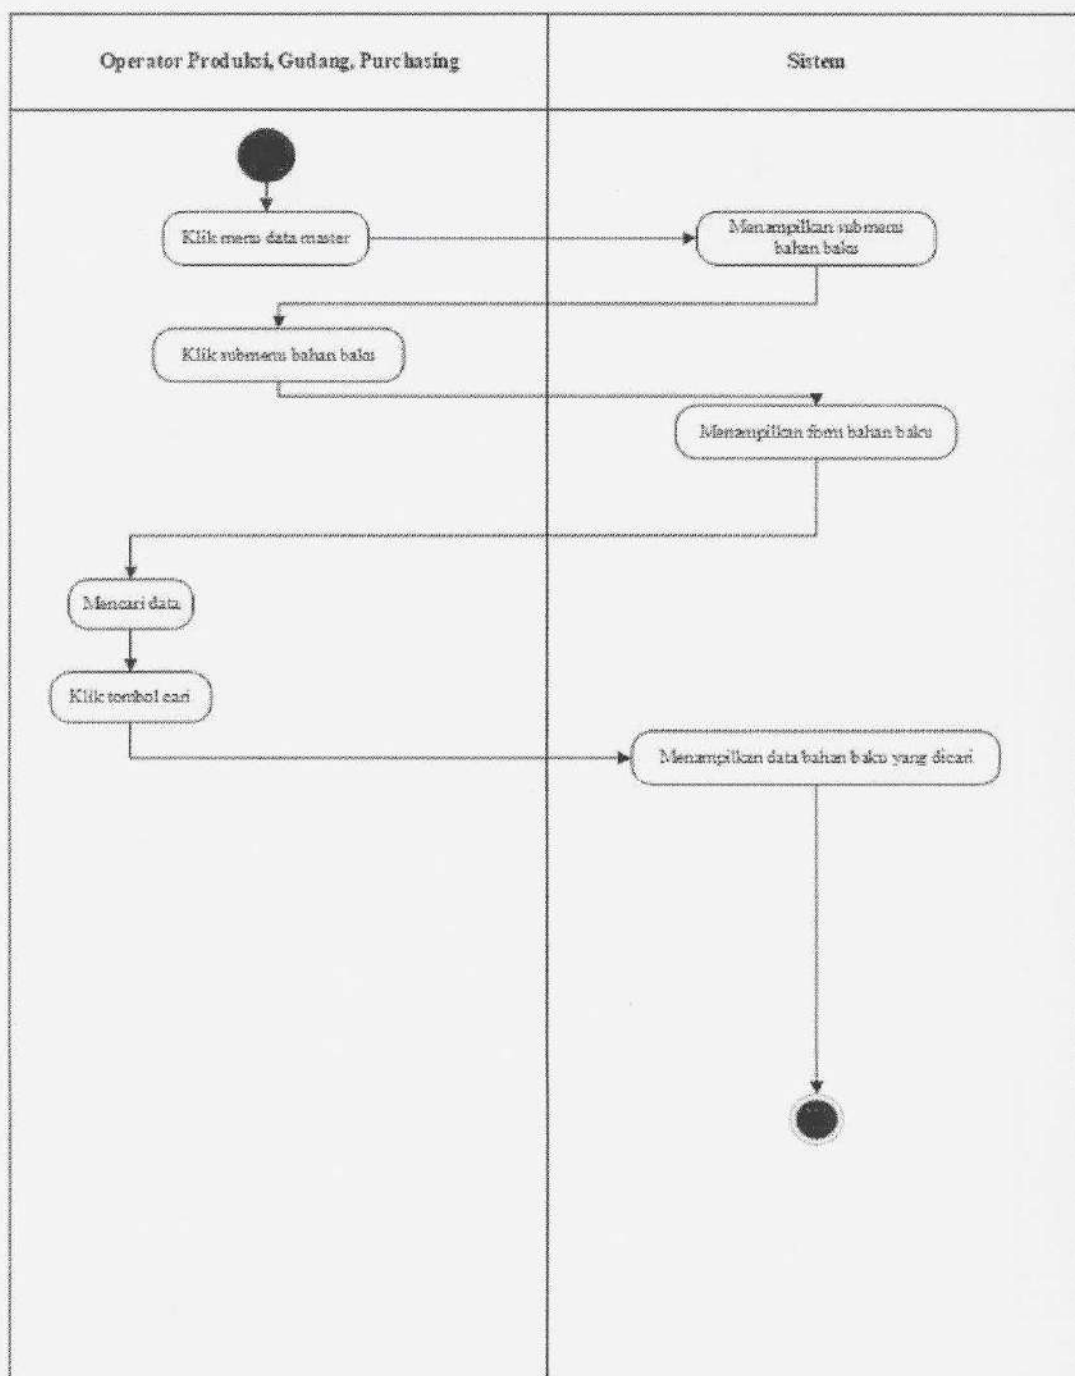 Operator Produksi, Gudang, Purchasing
Sistem
Klik menu data master
Menampilkan submenu
bahan baku
Klik submenu bahan baku
Menampilkan form bahan baku
Mencari data
Klik tombol cari
Menampilkan data bahan baku yang dicari